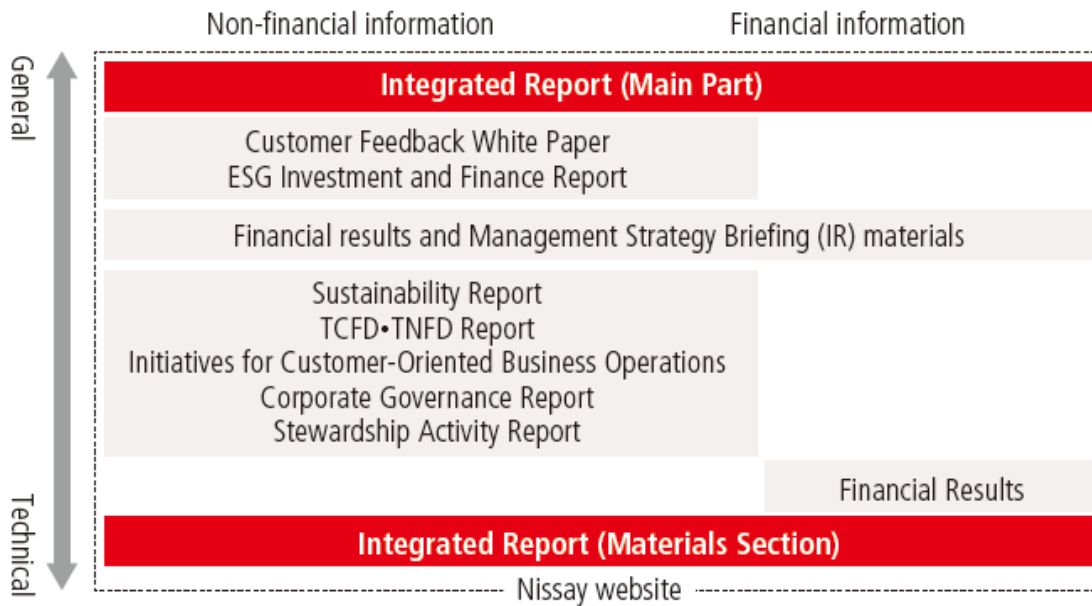 Non-financial information
Financial information
General
Integrated Report (Main Part)
Customer Feedback White Paper
ESG Investment and Finance Report
Financial results and Management Strategy Briefing (IR) materials
Sustainability Report
TCFD•TNFD Report
Initiatives for Customer-Oriented Business Operations
Corporate Governance Report
Stewardship Activity Report
Financial Results
Technical
Integrated Report (Materials Section)
Nissay website